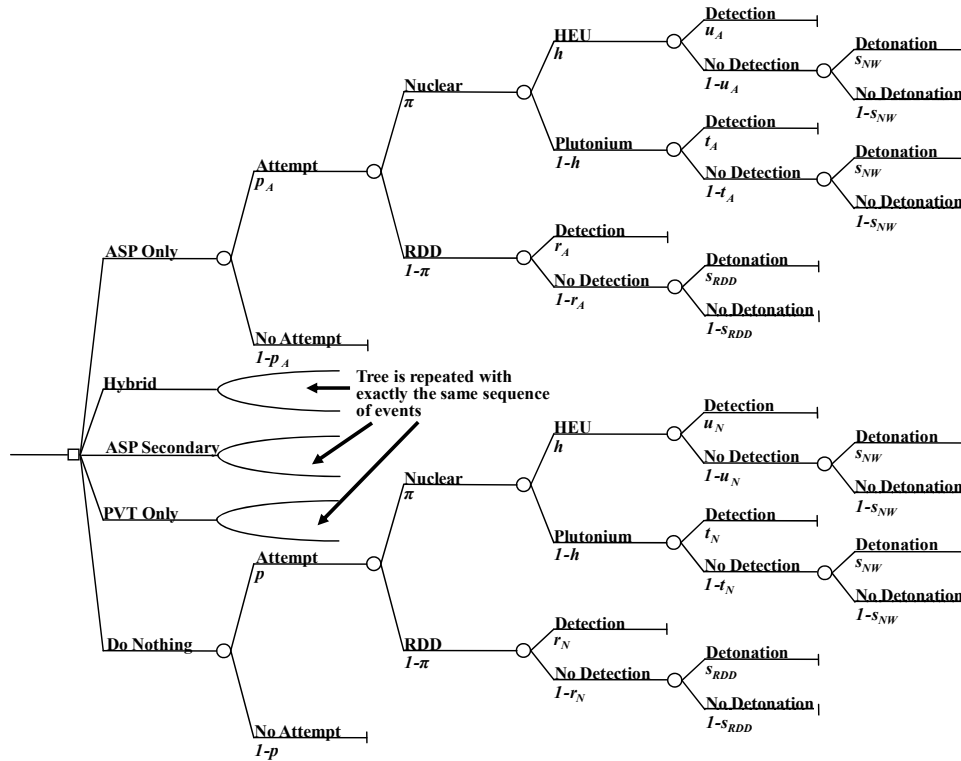 Detection
u_A
HEU
h
No Detection
1-u_A
Detonation
s_NW
No Detonation
1-s_NW
Nuclear
π
Detection
t_A
Plutonium
1-h
No Detection
1-t_A
Detonation
s_NW
No Detonation
1-s_NW
Attempt
p_A
Detection
r_A
RDD
1-π
No Detection
1-r_A
Detonation
s_RDD
No Detonation
1-s_RDD
ASP Only
No Attempt
1-p_A
Hybrid
Tree is repeated with
exactly the same sequence
of events
ASP Secondary
PVT Only
Detection
u_N
HEU
h
No Detection
1-u_N
Detonation
s_NW
No Detonation
1-s_NW
Nuclear
π
Detection
t_N
Plutonium
1-h
No Detection
1-t_N
Detonation
s_NW
No Detonation
1-s_NW
Attempt
p
Do Nothing
Detection
r_N
RDD
1-π
No Detection
1-r_N
Detonation
s_RDD
No Detonation
1-s_RDD
No Attempt
1-p